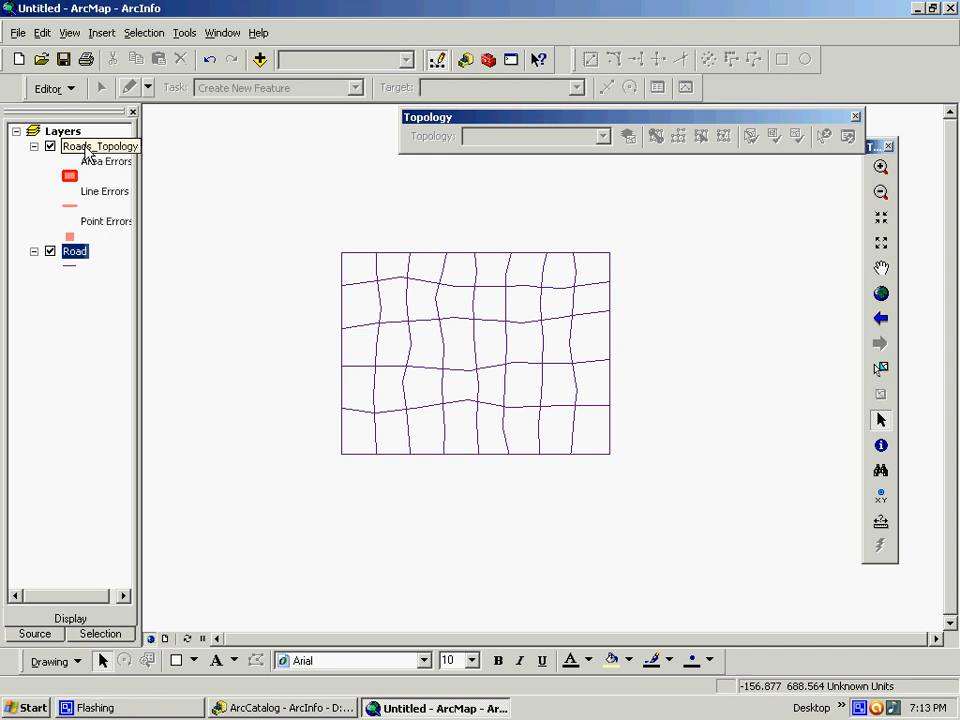 Untitled - ArcMap - ArcInfo
File Edit View Insert Selection Tools Window Help
Editor Task: Create New Feature Target:
Layers
Roads_Topology
Area Errors
Line Errors
Point Errors
Road
Topology
Topology:
T...
XY
Display
Source Selection
Drawing A Arial 10 B I U A
-156.877 688.564 Unknown Units
Start Flashing ArcCatalog - ArcInfo - D:... Untitled - ArcMap - Ar... Desktop » 7:13 PM